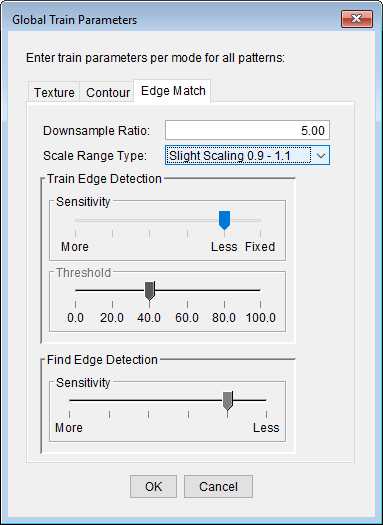 Global Train Parameters
Enter train parameters per mode for all patterns:
Texture Contour Edge Match
Downsample Ratio: 5.00
Scale Range Type: Slight Scaling 0.9 - 1.1
Train Edge Detection
Sensitivity
More Less Fixed
Threshold
0.0 20.0 40.0 60.0 80.0 100.0
Find Edge Detection
Sensitivity
More Less
OK Cancel